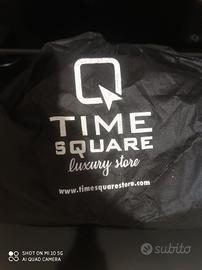 TIME
SQUARE
luxury store
www.timesquarestore.com
SHOT ON MI 10 5G
AI QUAD CAMERA
subito